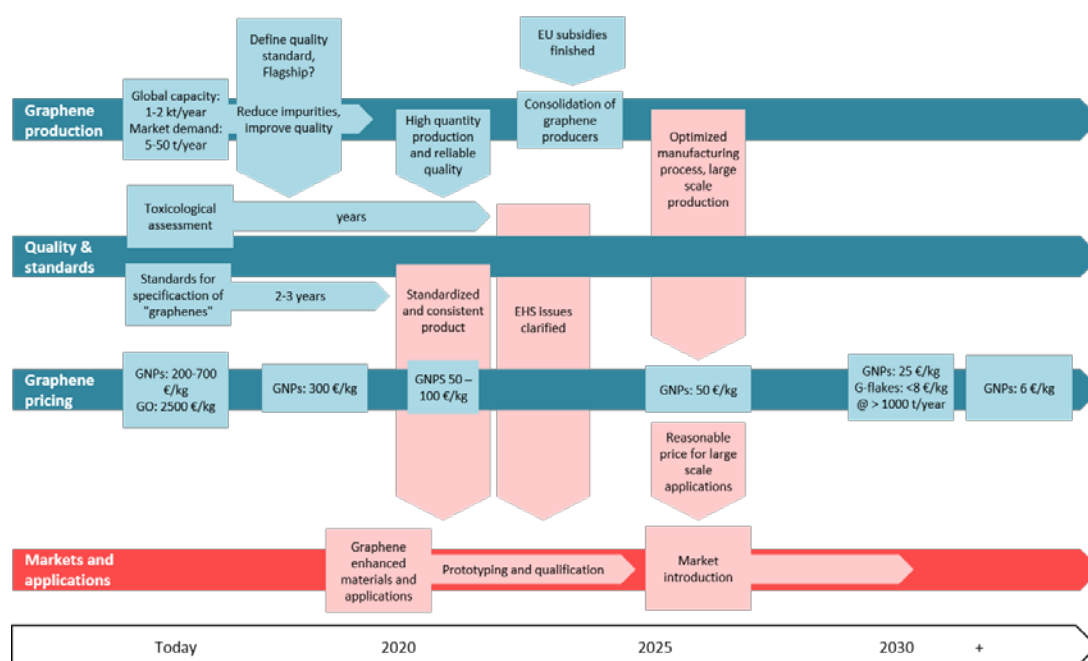 Define quality
standard,
Flagship?
EU subsidies
finished
Graphene
production
Global capacity:
1-2 kt/year
Market demand:
5-50 t/year
Reduce impurities,
improve quality
High quantity
production
and reliable
quality
Consolidation of
graphene
producers
Optimized
manufacturing
process, large
scale
production
Toxicological
assessment
years
Quality &
standards
Standards for
specificaction of
"graphenes"
2-3 years
Standardized
and consistent
product
EHS issues
clarified
Graphene
pricing
GNPs: 200-700
€/kg
GO: 2500 €/kg
GNPs: 300 €/kg
GNPS 50 –
100 €/kg
GNPs: 50 €/kg
GNPs: 25 €/kg
G-flakes: <8 €/kg
@ > 1000 t/year
GNPs: 6 €/kg
Reasonable
price for large
scale
applications
Markets and
applications
Graphene
enhanced
materials and
applications
Prototyping and qualification
Market
introduction
Today
2020
2025
2030
+